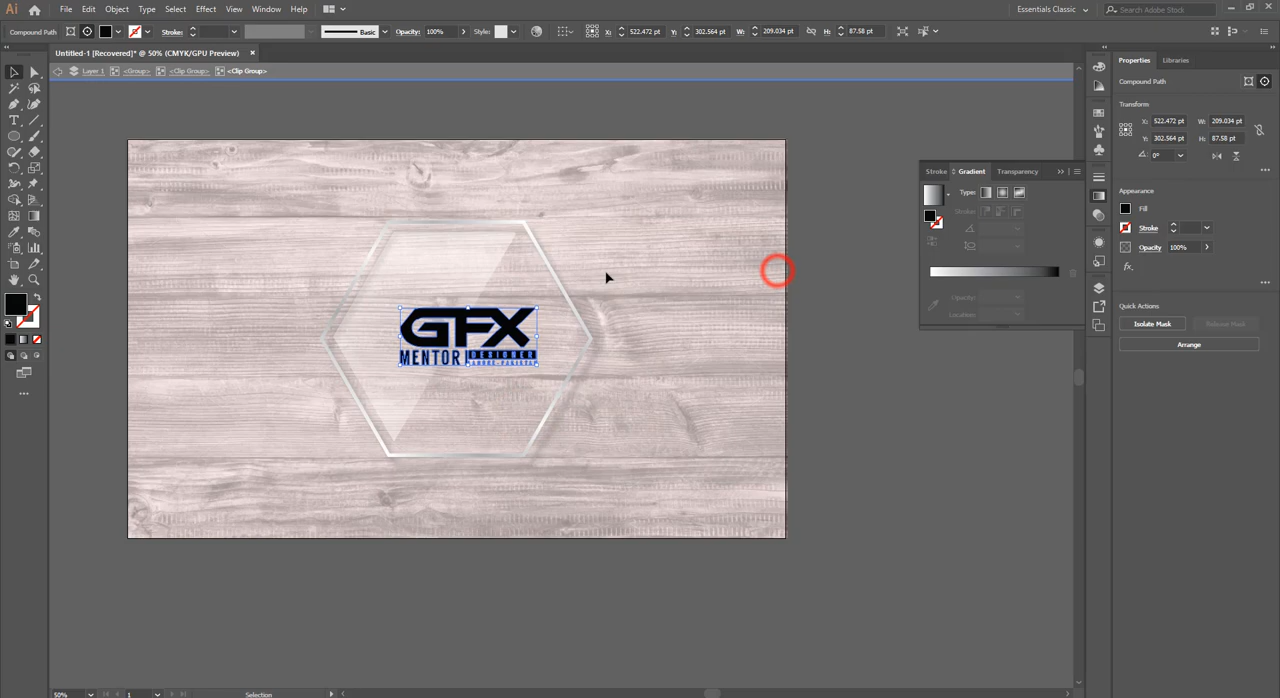 Ai File Edit Object Type Select Effect View Window Help Essentials Classic Search Adobe Stock
Compound Path Stroke: Basic Opacity: 100% Style: X: 522.472 pt Y: 302.564 pt W: 209.034 pt H: 87.58 pt
Untitled-1 [Recovered]* @ 50% (CMYK/GPU Preview)
Layer 1 <Group> <Clip Group> <Clip Group>
Properties Libraries
Compound Path
Transform
X: 522.472 pt W: 209.034 pt
Y: 302.564 pt H: 87.58 pt
0°
Stroke Gradient Transparency
Types:
Stroke:
Opacity:
Location:
Appearance
Fill
Stroke
Opacity 100%
fx
Quick Actions
Isolate Mask Release Mask
Arrange
GFX
MENTOR DESIGNER
50% 1 Selection